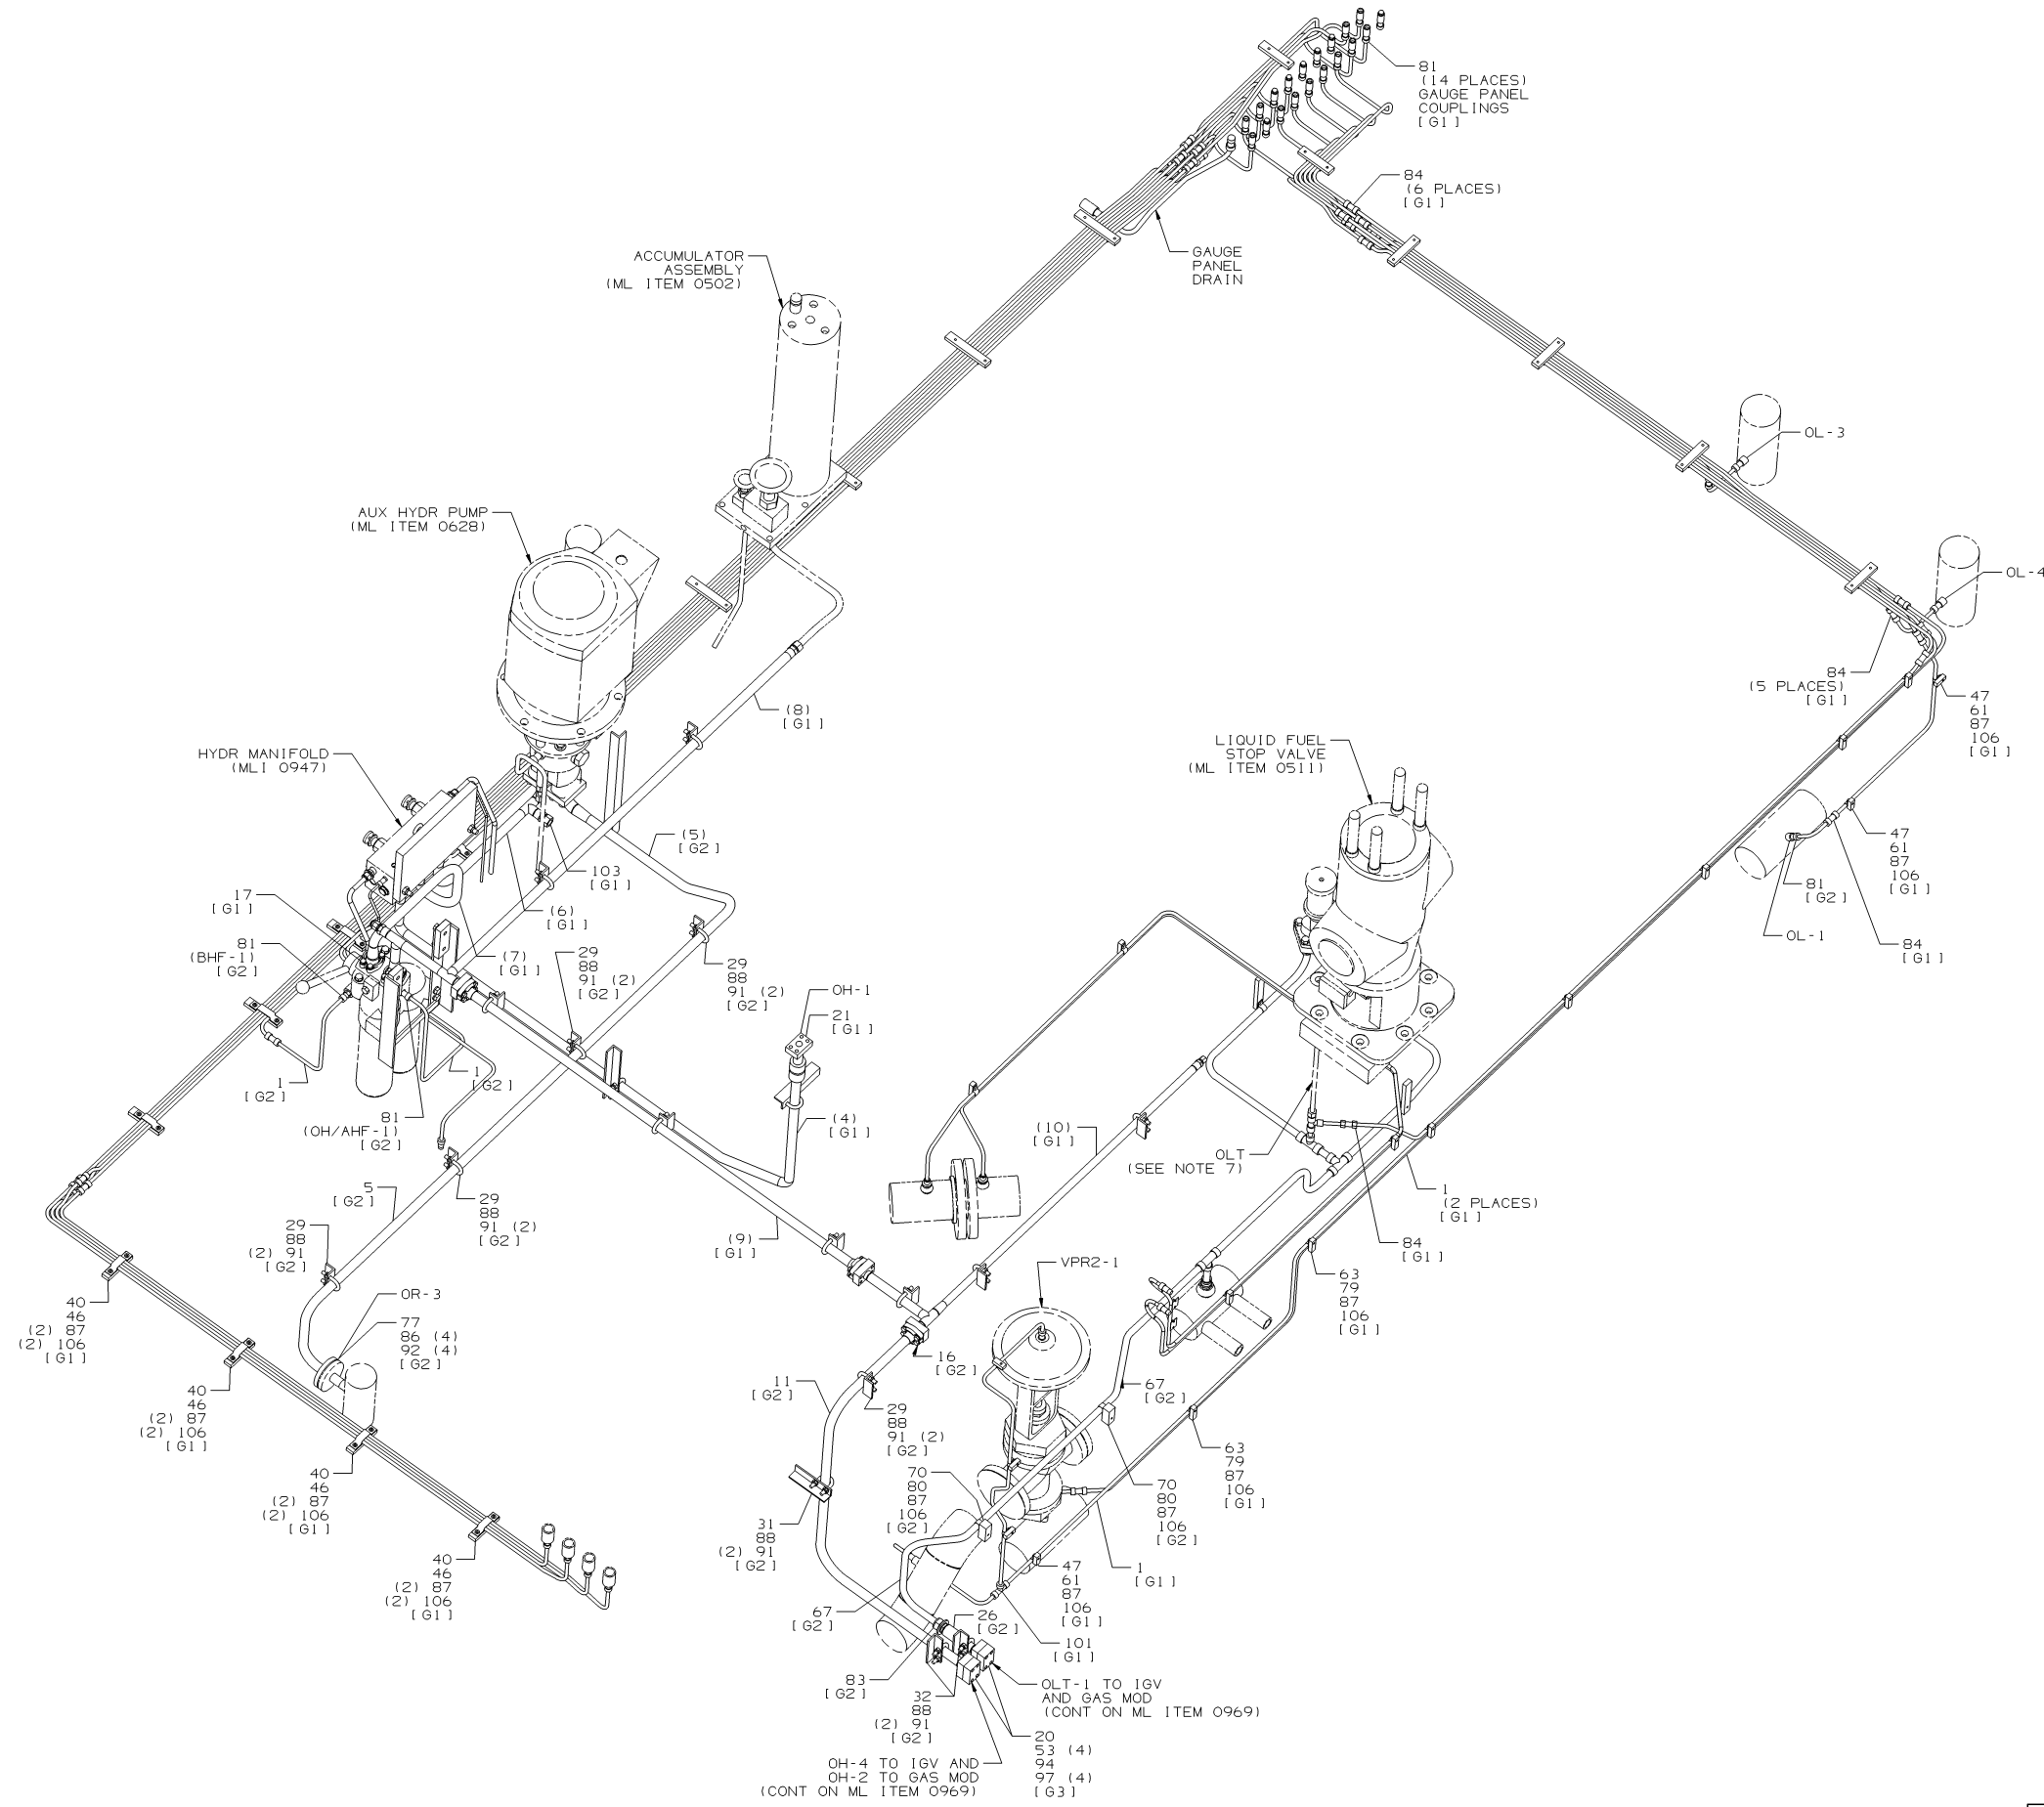 81
(14 PLACES)
GAUGE PANEL
COUPLINGS
[G1]
84
(6 PLACES)
[G1]
GAUGE
PANEL
DRAIN
ACCUMULATOR
ASSEMBLY
(ML ITEM 0502)
OL-3
AUX HYDR PUMP
(ML ITEM 0628)
OL-4
84
(5 PLACES)
[G1]
47
61
87
106
[G1]
(8)
[G1]
HYDR MANIFOLD
(MLI 0947)
LIQUID FUEL
STOP VALVE
(ML ITEM 0511)
(5)
[G2]
47
61
87
106
[G1]
103
[G1]
81
[G2]
17
[G1]
(6)
[G1]
OL-1
84
[G1]
81
(BHF-1)
[G2]
(7)
[G1]
29
88
91 (2)
[G2]
29
88
91 (2)
[G2]
OH-1
21
[G1]
1
[G2]
1
[G2]
81
(OH/AHF-1)
[G2]
(4)
[G1]
(10)
[G1]
OLT
(SEE NOTE 7)
5
[G2]
29
88
91 (2)
[G2]
1
(2 PLACES)
[G1]
29
88
(2) 91
[G2]
(9)
[G1]
84
[G1]
VPR2-1
63
79
87
106
[G1]
40
46
(2) 87
(2) 106
[G1]
OR-3
77
86 (4)
92 (4)
[G2]
16
[G2]
11
[G2]
67
[G2]
40
46
(2) 87
(2) 106
[G1]
29
88
91 (2)
[G2]
63
79
87
106
[G1]
40
46
(2) 87
(2) 106
[G1]
70
80
87
106
[G2]
70
80
87
106
[G2]
31
88
(2) 91
[G2]
40
46
(2) 87
(2) 106
[G1]
47
61
87
106
[G1]
1
[G1]
67
[G2]
26
[G2]
101
[G1]
83
[G2]
OLT-1 TO IGV
AND GAS MOD
(CONT ON ML ITEM 0969)
32
88
(2) 91
[G2]
20
53 (4)
94
97 (4)
[G3]
OH-4 TO IGV AND
OH-2 TO GAS MOD
(CONT ON ML ITEM 0969)